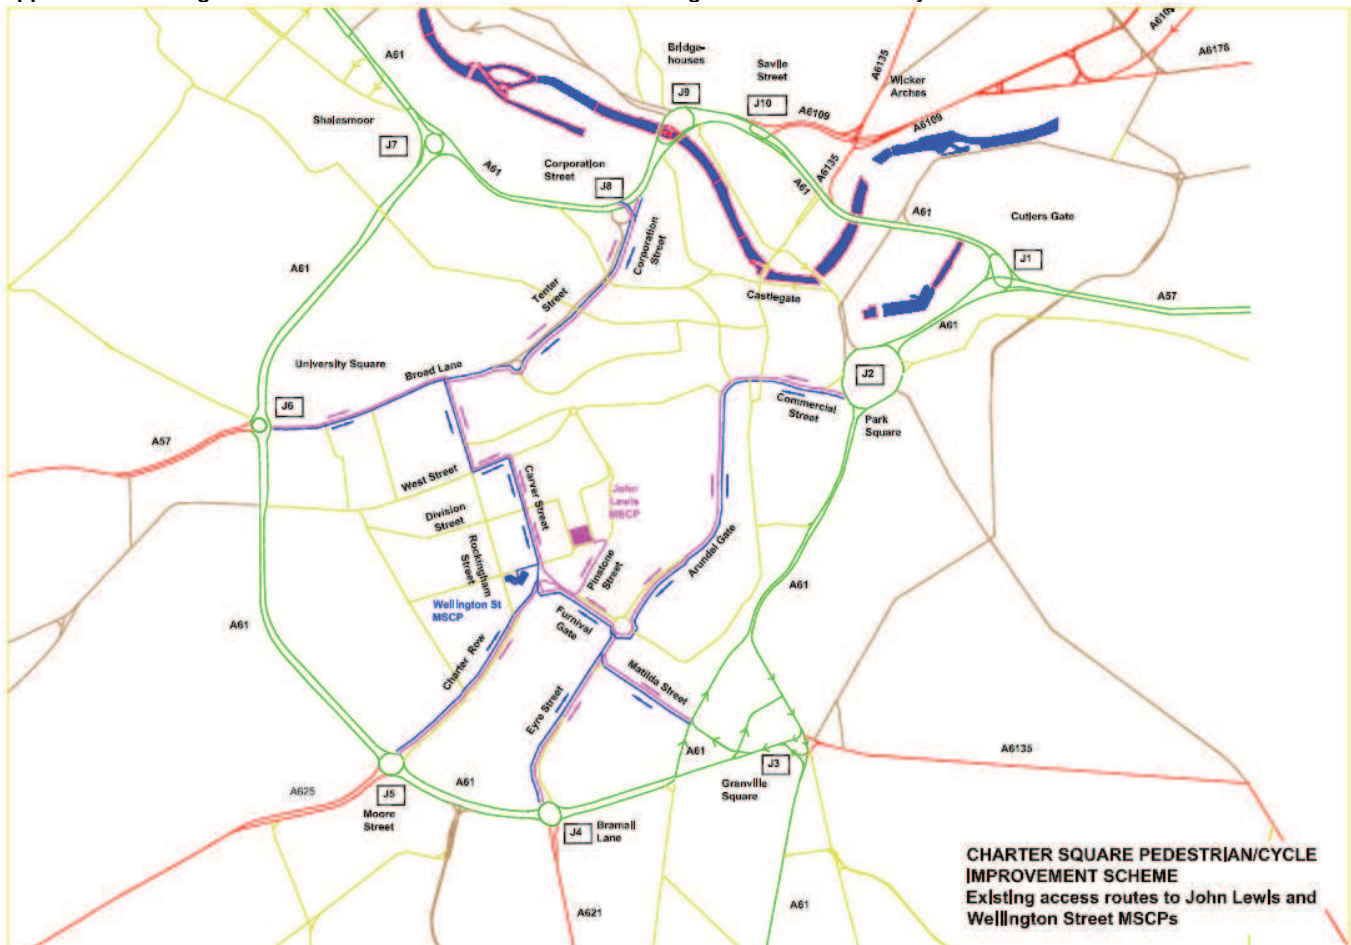 A61
Bridge-
houses
J9
Savile
Street
J10
A6135
A6178
Wicker
Arches
A6109
A6109
Shalesmoor
J7
A61
Corporation
Street
J8
A61
A6135
A61
Cutlers Gate
J1
Corporation
Street
A61
Tenter
Street
Castlegate
A57
A61
University Square
Broad Lane
J2
J6
Commercial
Street
Park
Square
A57
West Street
Carver Street
John
Lewis
MSCP
Division
Street
Rockingham
Street
Arundel Gate
Pinstone
Street
A61
Wellington St
MSCP
Furnival
Gate
A61
Charter Row
Matilda Street
Eyre Street
A61
A6135
J3
Granville
Square
A61
A625
J5
Moore
Street
J4
Bramall
Lane
A621
A61
CHARTER SQUARE PEDESTRIAN/CYCLE
IMPROVEMENT SCHEME
Existing access routes to John Lewis and
Wellington Street MSCPs